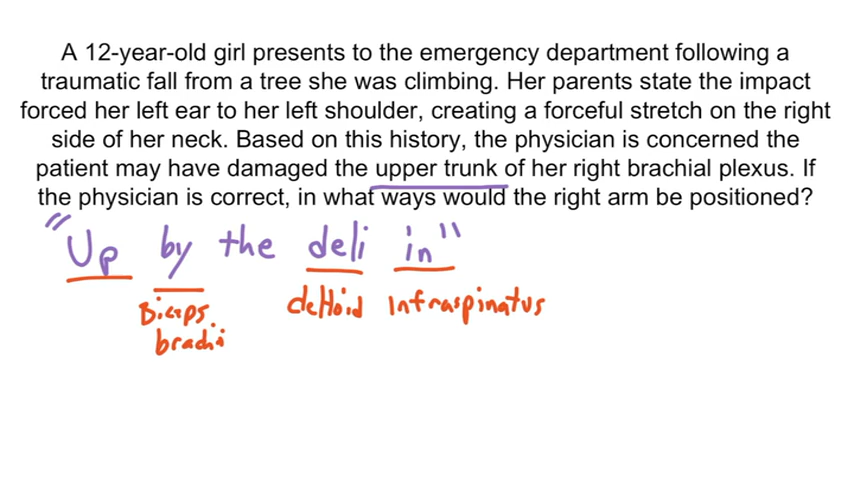 A 12-year-old girl presents to the emergency department following a
traumatic fall from a tree she was climbing. Her parents state the impact
forced her left ear to her left shoulder, creating a forceful stretch on the right
side of her neck. Based on this history, the physician is concerned the
patient may have damaged the upper trunk of her right brachial plexus. If
the physician is correct, in what ways would the right arm be positioned?
"Up by the deli in"
Biceps deltoid Infraspinatus
brachii